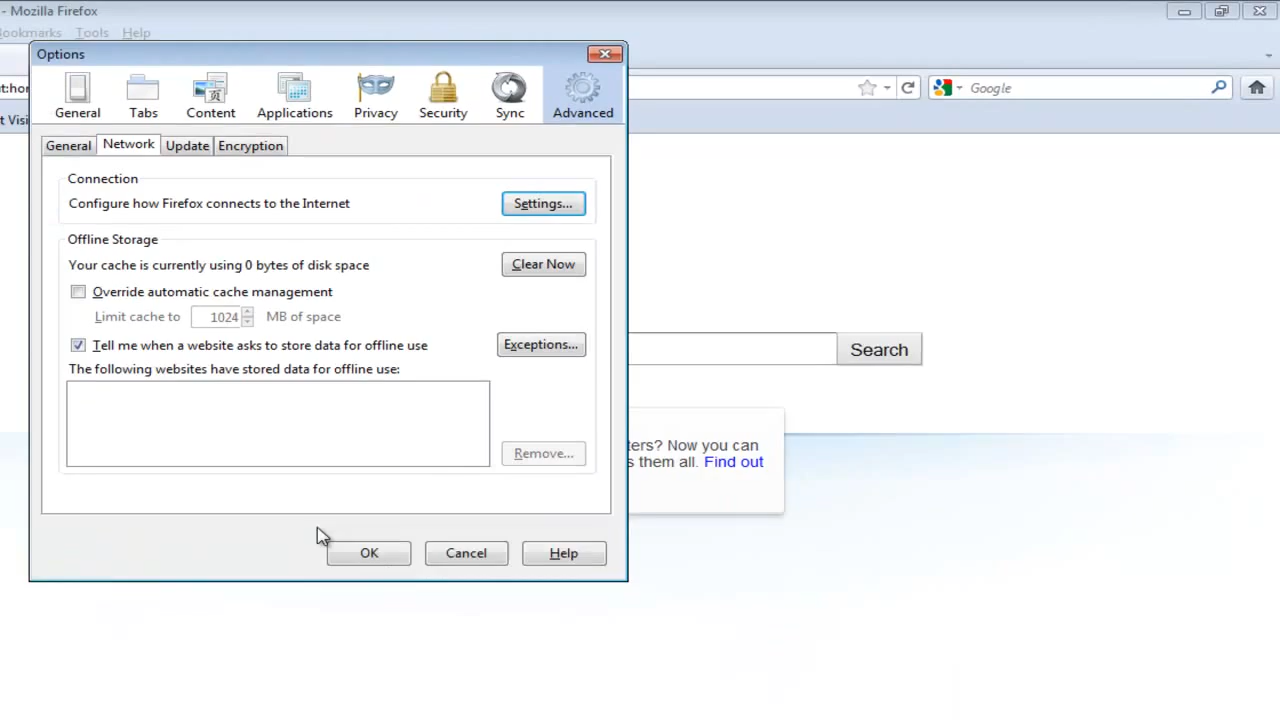 - Mozilla Firefox
Bookmarks Tools Help
Options
General Tabs Content Applications Privacy Security Sync Advanced
Google
General Network Update Encryption
Connection
Configure how Firefox connects to the Internet Settings...
Offline Storage
Your cache is currently using 0 bytes of disk space Clear Now
Override automatic cache management
Limit cache to 1024 MB of space
Tell me when a website asks to store data for offline use Exceptions...
The following websites have stored data for offline use:
Search
Remove...
ters? Now you can
s them all. Find out
OK Cancel Help